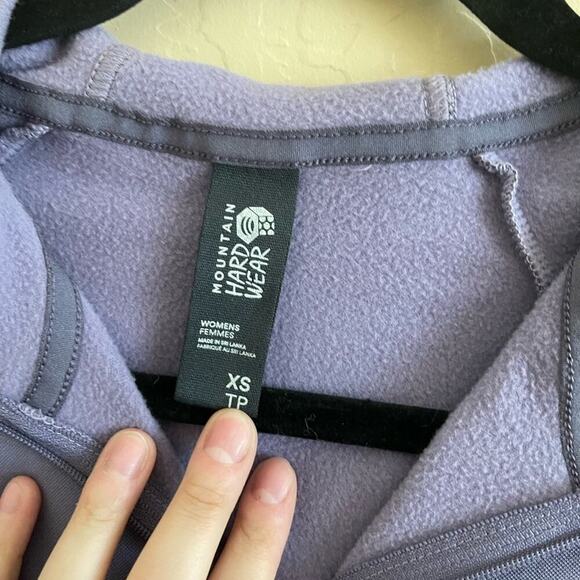 MOUNTAIN
HARD
WEAR
WOMENS
FEMMES
MADE IN SRI LANKA
FABRIQUÉ AU SRI LANKA
XS
TP